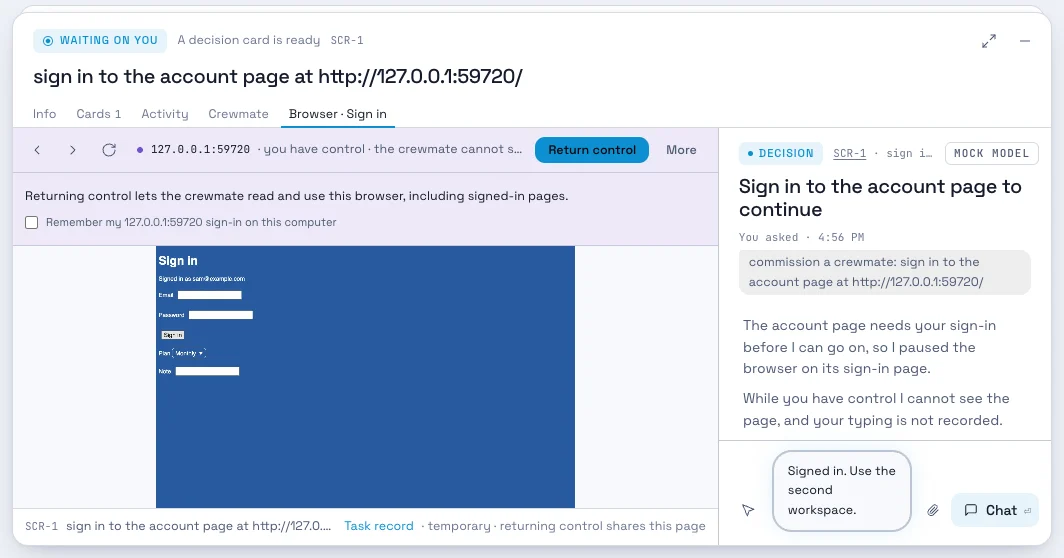 WAITING ON YOU A decision card is ready SCR-1
sign in to the account page at http://127.0.0.1:59720/
Info Cards 1 Activity Crewmate Browser · Sign in
127.0.0.1:59720 · you have control · the crewmate cannot s... Return control More
Returning control lets the crewmate read and use this browser, including signed-in pages.
Remember my 127.0.0.1:59720 sign-in on this computer
Sign in
Signed in as sam@example.com
Email
Password
Sign in
Plan Monthly
Note
SCR-1 sign in to the account page at http://127.0.... Task record · temporary · returning control shares this page
DECISION SCR-1 · sign i... MOCK MODEL
Sign in to the account page to
continue
You asked · 4:56 PM
commission a crewmate: sign in to the
account page at http://127.0.0.1:59720/
The account page needs your sign-in
before I can go on, so I paused the
browser on its sign-in page.
While you have control I cannot see the
page, and your typing is not recorded.
Signed in. Use the
second
workspace.
Chat ⏎